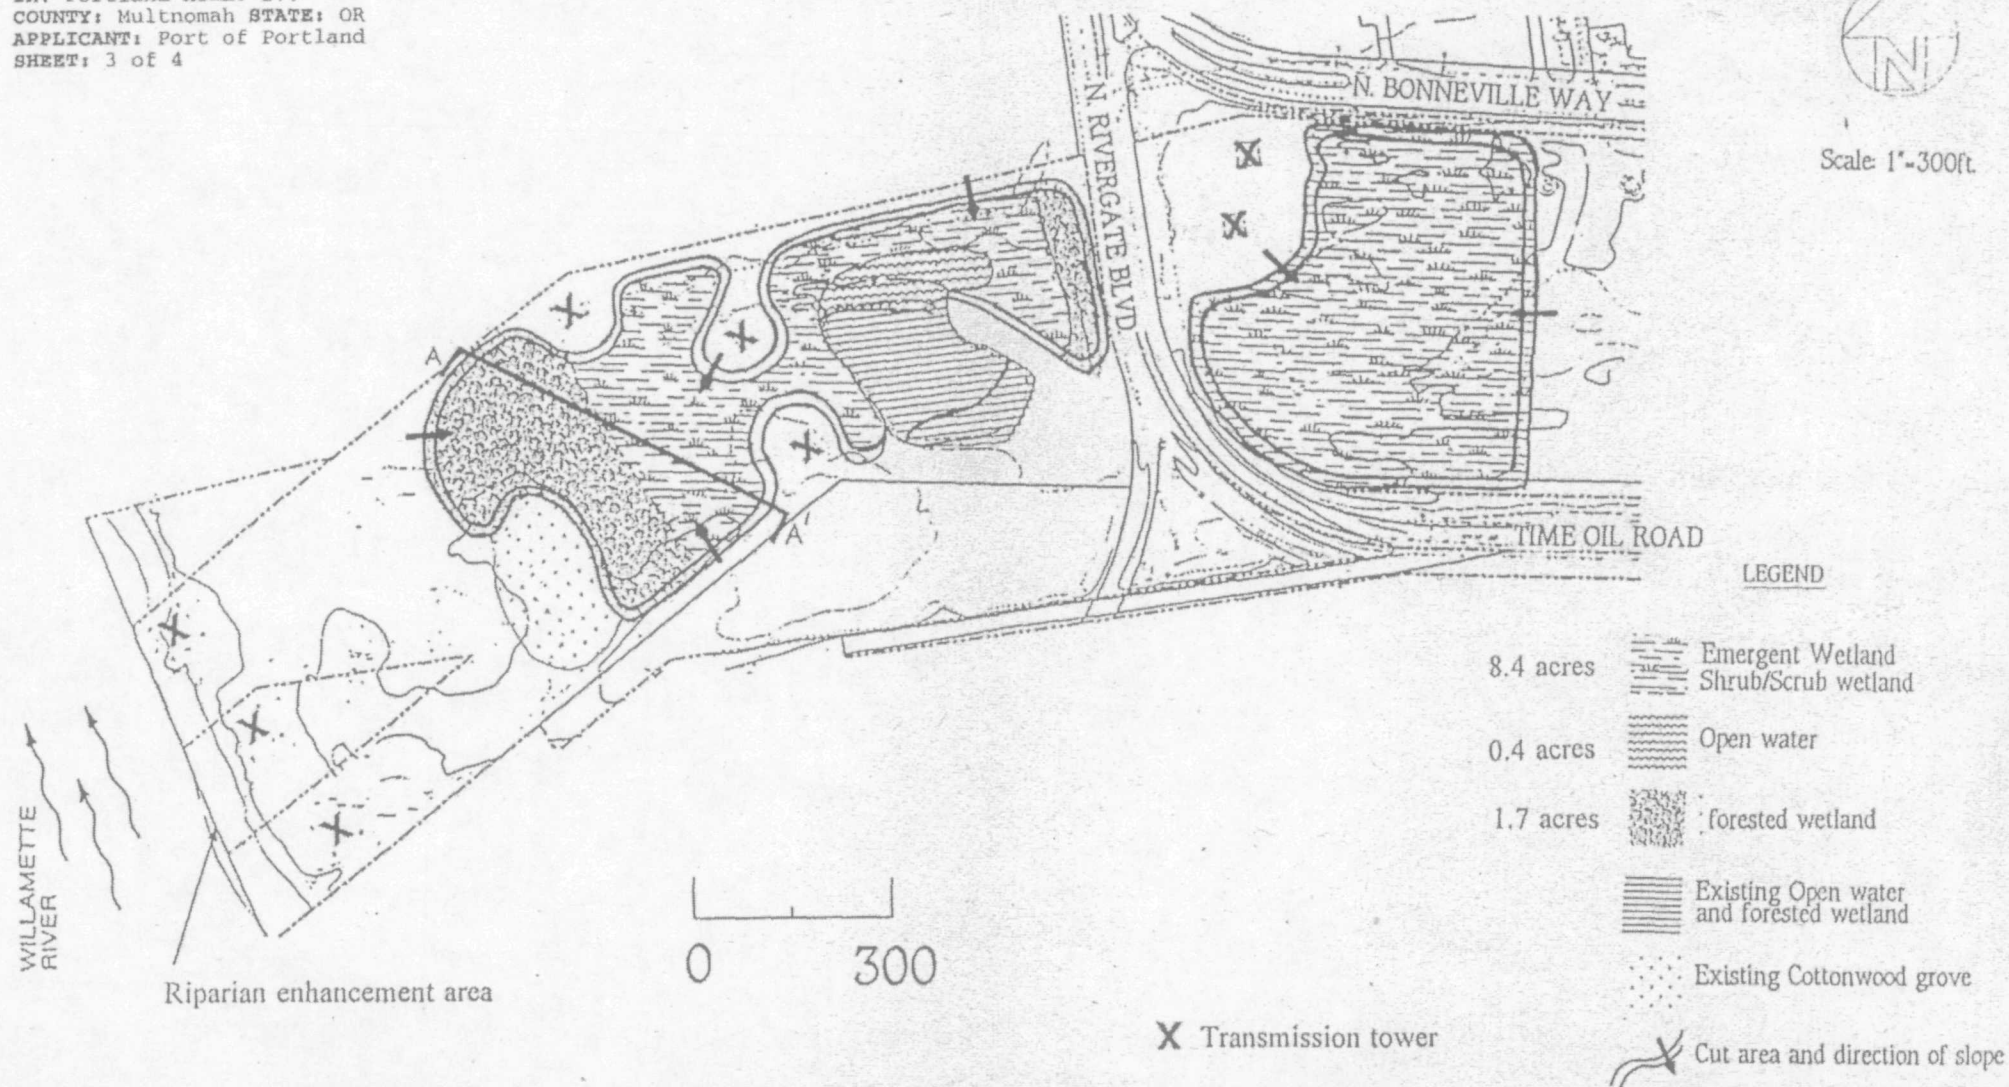 COUNTY: Multnomah STATE: OR
APPLICANT: Port of Portland
SHEET: 3 of 4
N
Scale: 1"=300ft.
N. BONNEVILLE WAY
N. RIVERGATE BLVD.
A
A'
TIME OIL ROAD
LEGEND
8.4 acres
Emergent Wetland
Shrub/Scrub wetland
0.4 acres
Open water
1.7 acres
forested wetland
Existing Open water
and forested wetland
Existing Cottonwood grove
X Transmission tower
Cut area and direction of slope
WILLAMETTE
RIVER
Riparian enhancement area
0 300